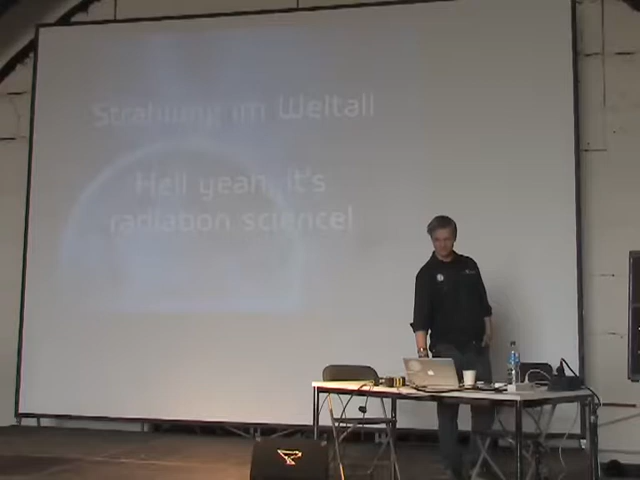 Strahlung im Weltall
Hell yeah, it's
radiation science!